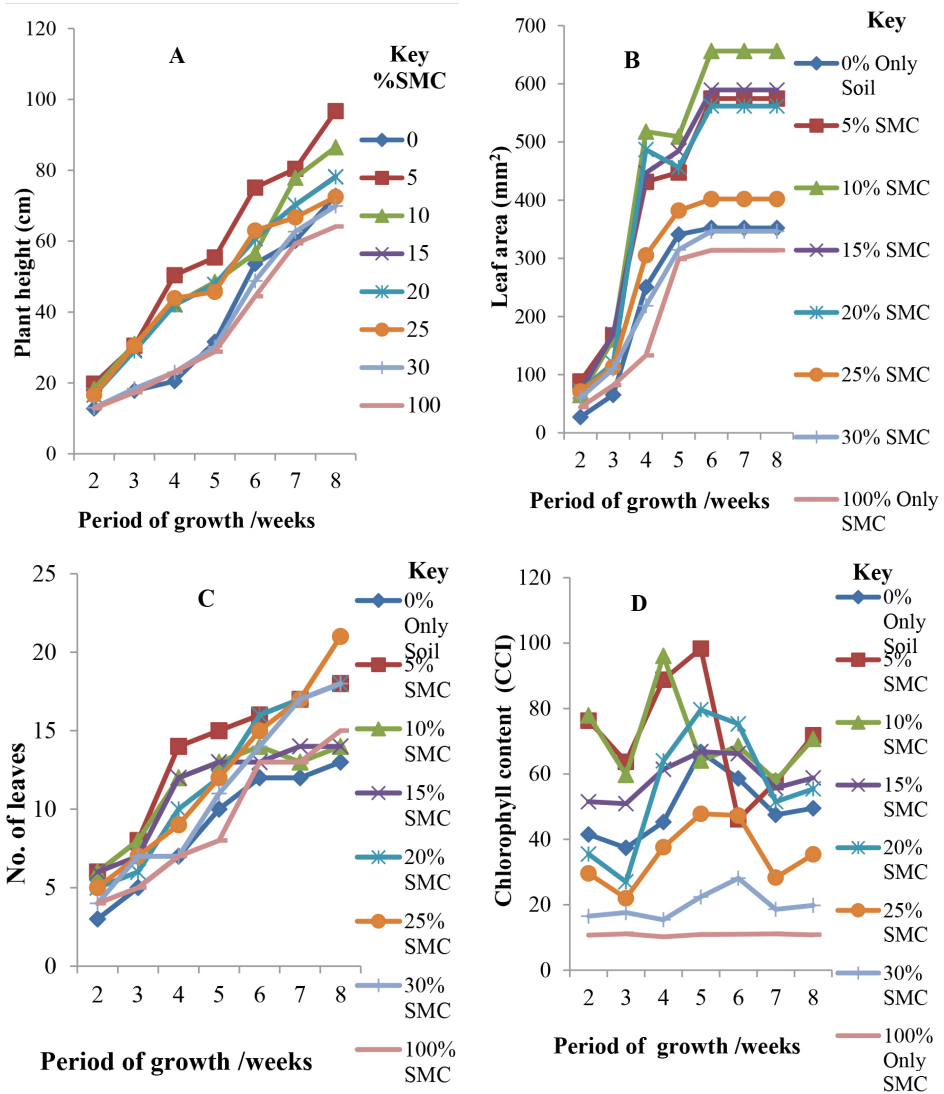 A
Key
%SMC
120
100
80
60
40
20
0
Plant height (cm)
2 3 4 5 6 7 8
Period of growth /weeks
0
5
10
15
20
25
30
100
B
Key
700
600
500
400
300
200
100
0
Leaf area (mm²)
2 3 4 5 6 7 8
Period of growth /weeks
0% Only
Soil
5% SMC
10% SMC
15% SMC
20% SMC
25% SMC
30% SMC
100% Only
SMC
C
Key
25
20
15
10
5
0
No. of leaves
2 3 4 5 6 7 8
Period of growth /weeks
0%
Only
Soil
5%
SMC
10%
SMC
15%
SMC
20%
SMC
25%
SMC
30%
SMC
100%
SMC
D
Key
120
100
80
60
40
20
0
Chlorophyll content (CCI)
2 3 4 5 6 7 8
Period of growth /weeks
0%
Only
Soil
5%
SMC
10%
SMC
15%
SMC
20%
SMC
25%
SMC
30%
SMC
100%
Only
SMC